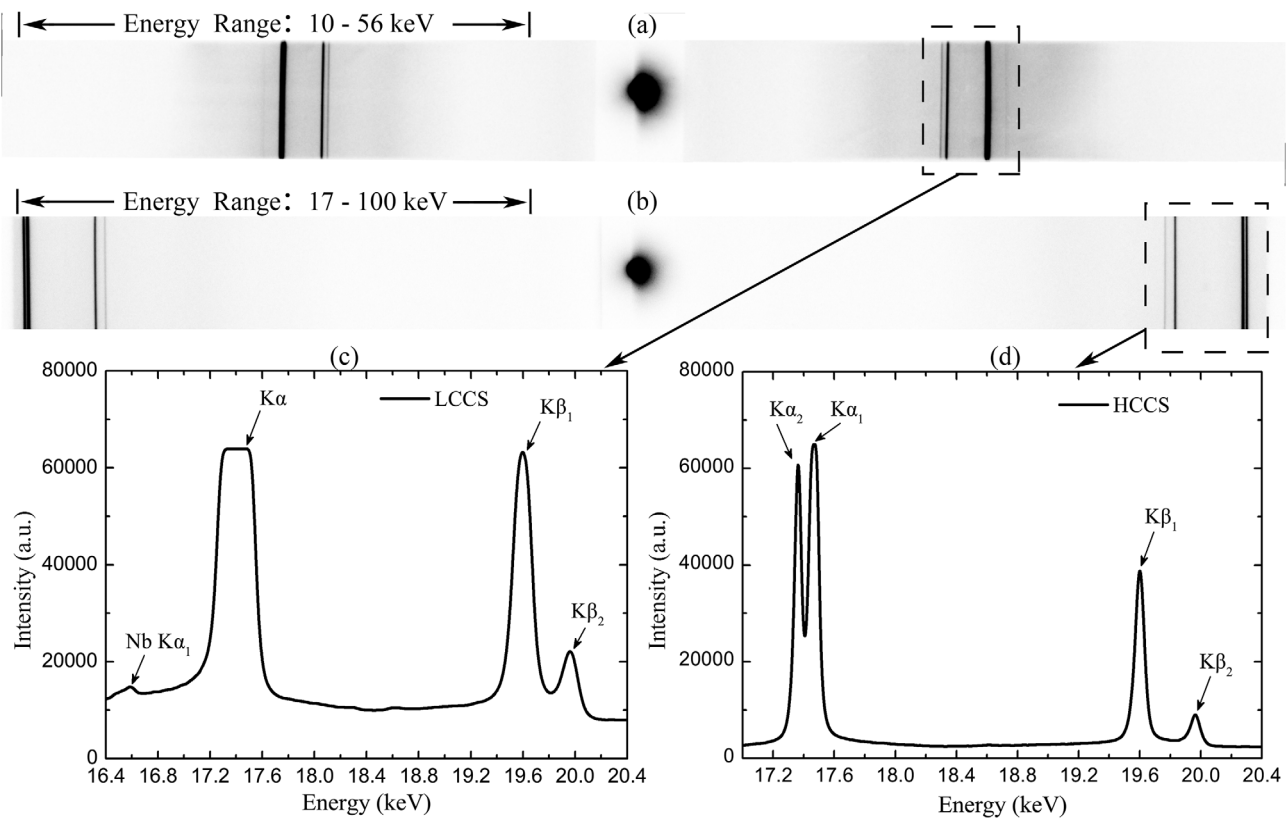 Energy Range: 10 - 56 keV
(a)
Energy Range: 17 - 100 keV
(b)
(c)
(d)
80000
60000
40000
20000
0
Intensity (a.u.)
Kα
LCCS
Kβ1
Kβ2
Nb Kα1
16.4 16.8 17.2 17.6 18.0 18.4 18.8 19.2 19.6 20.0 20.4
Energy (keV)
80000
60000
40000
20000
0
Intensity (a.u.)
Kα2 Kα1
HCCS
Kβ1
Kβ2
17.2 17.6 18.0 18.4 18.8 19.2 19.6 20.0 20.4
Energy (keV)